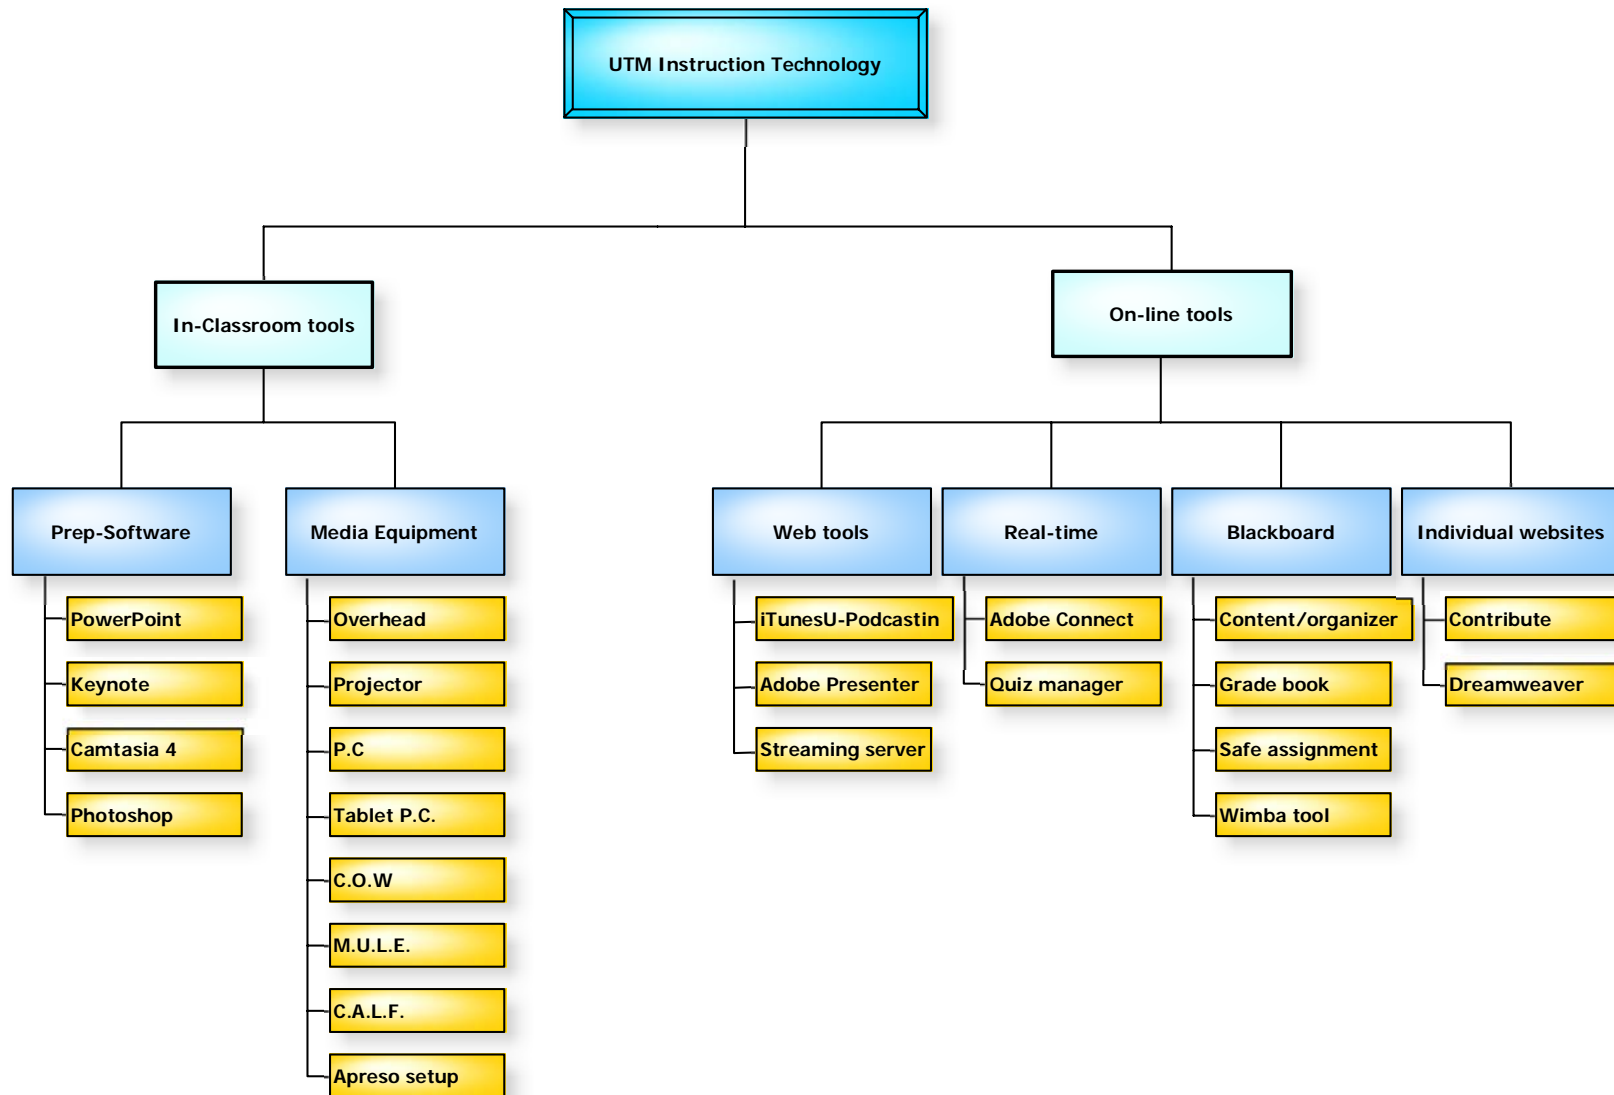 UTM Instruction Technology
In-Classroom tools
On-line tools
Prep-Software
Media Equipment
Web tools
Real-time
Blackboard
Individual websites
PowerPoint
Keynote
Camtasia 4
Photoshop
Overhead
Projector
P.C
Tablet P.C.
C.O.W
M.U.L.E.
C.A.L.F.
Apreso setup
iTunesU-Podcastin
Adobe Presenter
Streaming server
Adobe Connect
Quiz manager
Content/organizer
Grade book
Safe assignment
Wimba tool
Contribute
Dreamweaver